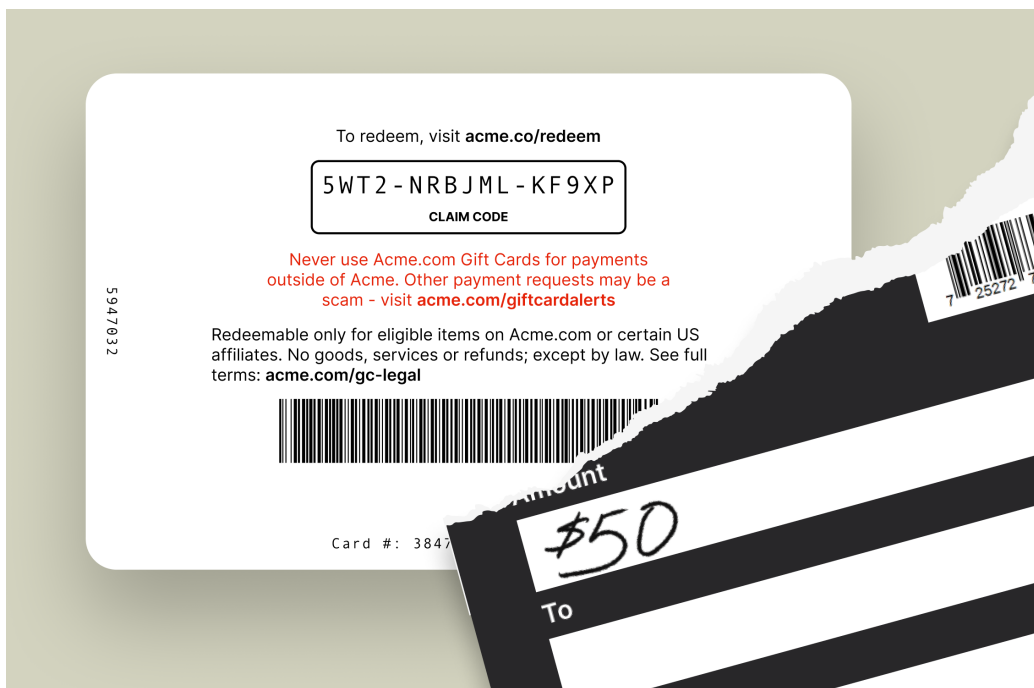 To redeem, visit acme.co/redeem
5WT2-NRBJML-KF9XP
CLAIM CODE
Never use Acme.com Gift Cards for payments
outside of Acme. Other payment requests may be a
scam - visit acme.com/giftcardalerts
Redeemable only for eligible items on Acme.com or certain US
affiliates. No goods, services or refunds; except by law. See full
terms: acme.com/gc-legal
5947032
Card #: 3847
7 25272 7
Amount
$50
To